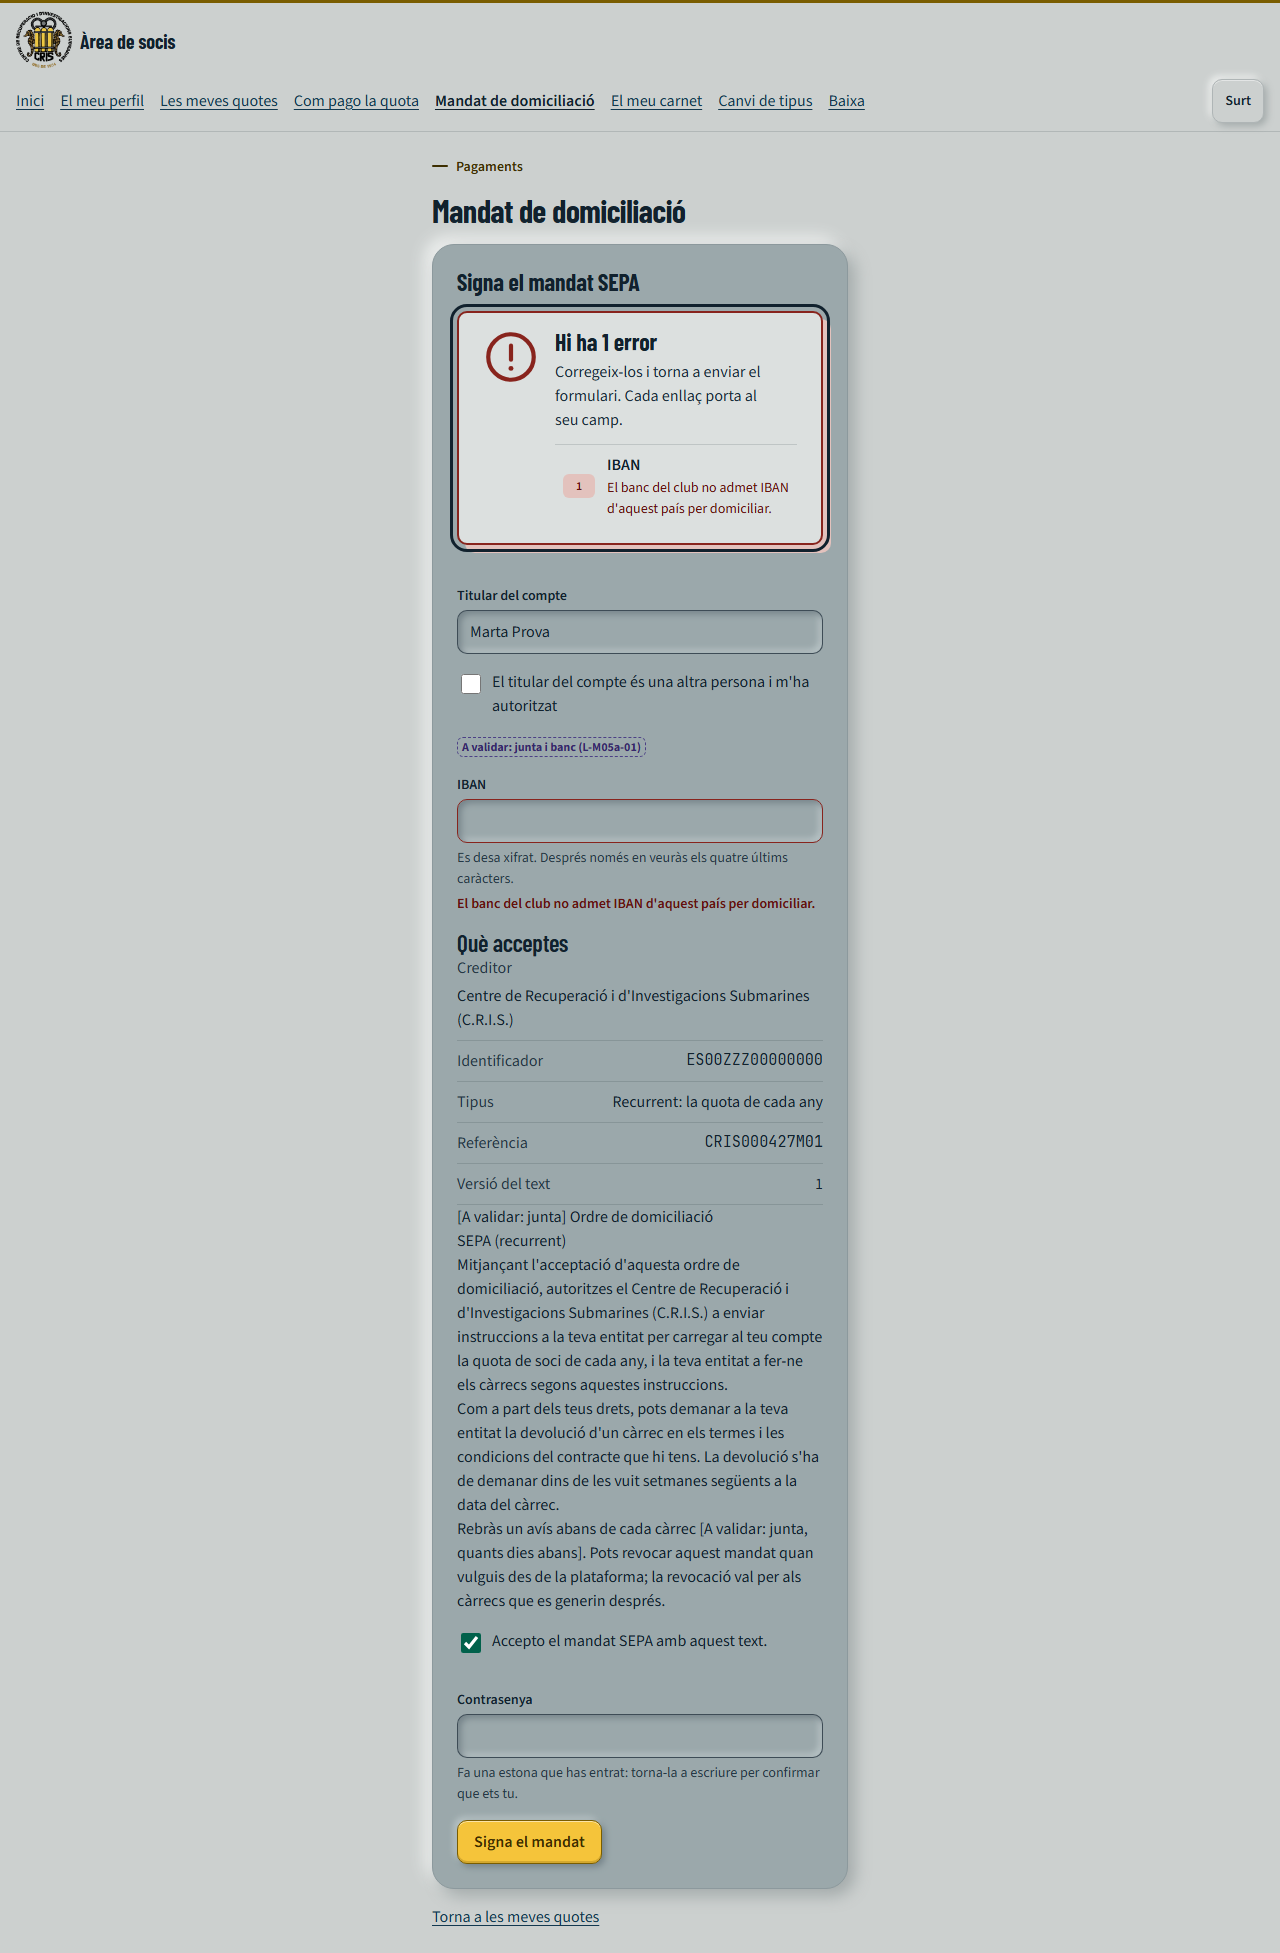 CRIS
Àrea de socis
Inici El meu perfil Les meves quotes Com pago la quota Mandat de domiciliació El meu carnet Canvi de tipus Baixa Surt
Pagaments
Mandat de domiciliació
Signa el mandat SEPA
Hi ha 1 error
Corregeix-los i torna a enviar el
formulari. Cada enllaç porta al
seu camp.
IBAN
1 El banc del club no admet IBAN
d'aquest país per domiciliar.
Titular del compte
Marta Prova
El titular del compte és una altra persona i m'ha
autoritzat
A validar: junta i banc (L-M05a-01)
IBAN
Es desa xifrat. Després només en veuràs els quatre últims
caràcters.
El banc del club no admet IBAN d'aquest país per domiciliar.
Què acceptes
Creditor
Centre de Recuperació i d'Investigacions Submarines
(C.R.I.S.)
Identificador ES00ZZZ00000000
Tipus Recurrent: la quota de cada any
Referència CRIS000427M01
Versió del text 1
[A validar: junta] Ordre de domiciliació
SEPA (recurrent)
Mitjançant l'acceptació d'aquesta ordre de
domiciliació, autoritzes el Centre de Recuperació i
d'Investigacions Submarines (C.R.I.S.) a enviar
instruccions a la teva entitat per carregar al teu compte
la quota de soci de cada any, i la teva entitat a fer-ne
els càrrecs segons aquestes instruccions.
Com a part dels teus drets, pots demanar a la teva
entitat la devolució d'un càrrec en els termes i les
condicions del contracte que hi tens. La devolució s'ha
de demanar dins de les vuit setmanes següents a la
data del càrrec.
Rebràs un avís abans de cada càrrec [A validar: junta,
quants dies abans]. Pots revocar aquest mandat quan
vulguis des de la plataforma; la revocació val per als
càrrecs que es generin després.
Accepto el mandat SEPA amb aquest text.
Contrasenya
Fa una estona que has entrat: torna-la a escriure per confirmar
que ets tu.
Signa el mandat
Torna a les meves quotes